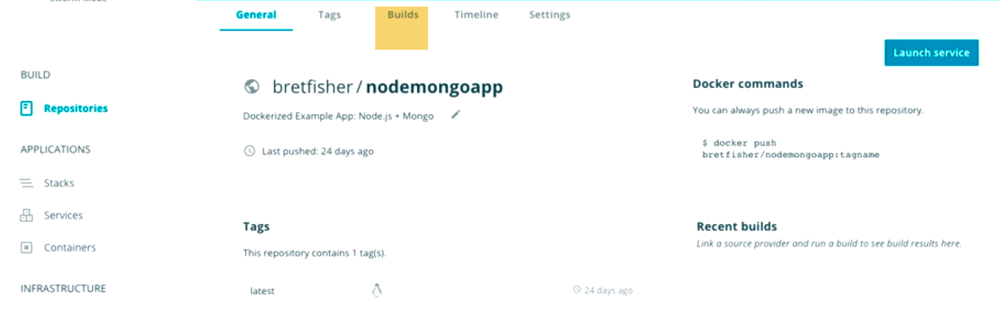 Swarm Mode
General Tags Builds Timeline Settings
Launch service
BUILD
Repositories
APPLICATIONS
Stacks
Services
Containers
INFRASTRUCTURE
bretfisher/nodemongoapp
Dockerized Example App: Node.js + Mongo
Last pushed: 24 days ago
Tags
This repository contains 1 tag(s).
latest 24 days ago
Docker commands
You can always push a new image to this repository.
$ docker push
bretfisher/nodemongoapp:tagname
Recent builds
Link a source provider and run a build to see build results here.